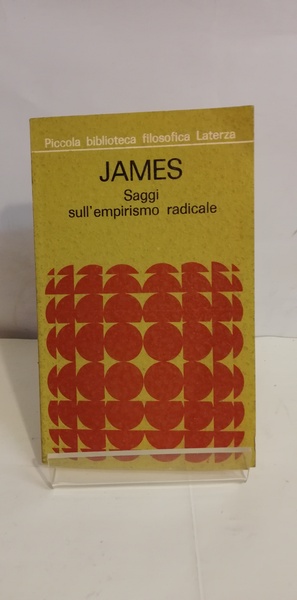 Piccola biblioteca filosofica Laterza
JAMES
Saggi
sull'empirismo radicale